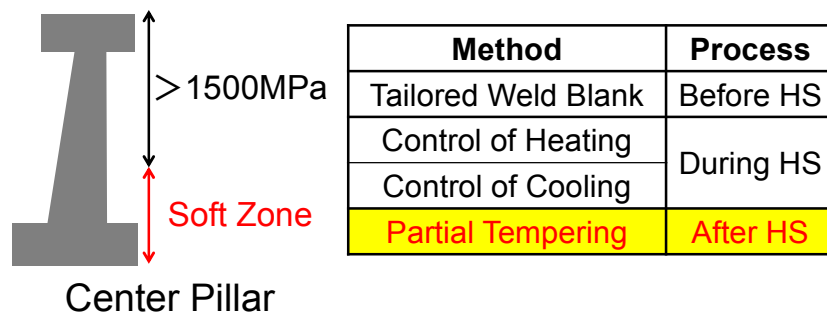 >1500MPa
Soft Zone
Center Pillar
Method Process
Tailored Weld Blank Before HS
Control of Heating
During HS
Control of Cooling
Partial Tempering After HS